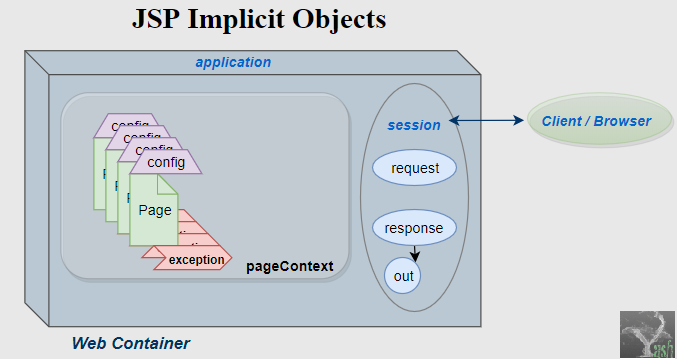 JSP Implicit Objects
application
config
config
config
config
Page
exception
pageContext
session
request
response
out
Client / Browser
Web Container